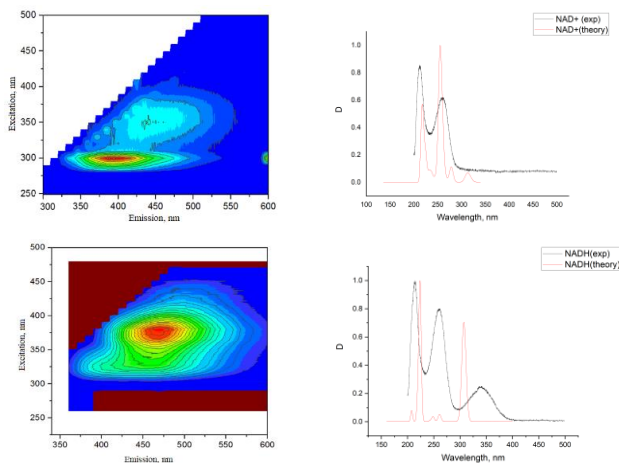 500
450
400
350
300
250
Excitation, nm
300 350 400 450 500 550 600
Emission, nm
NAD+ (exp)
NAD+(theory)
1.0
0.8
0.6
0.4
0.2
0.0
D
100 150 200 250 300 350 400 450 500
Wavelength, nm
500
450
400
350
300
250
Excitation, nm
350 400 450 500 550 600
Emission, nm
NADH(exp)
NADH(theory)
1.0
0.8
0.6
0.4
0.2
0.0
D
150 200 250 300 350 400 450 500
Wavelength, nm